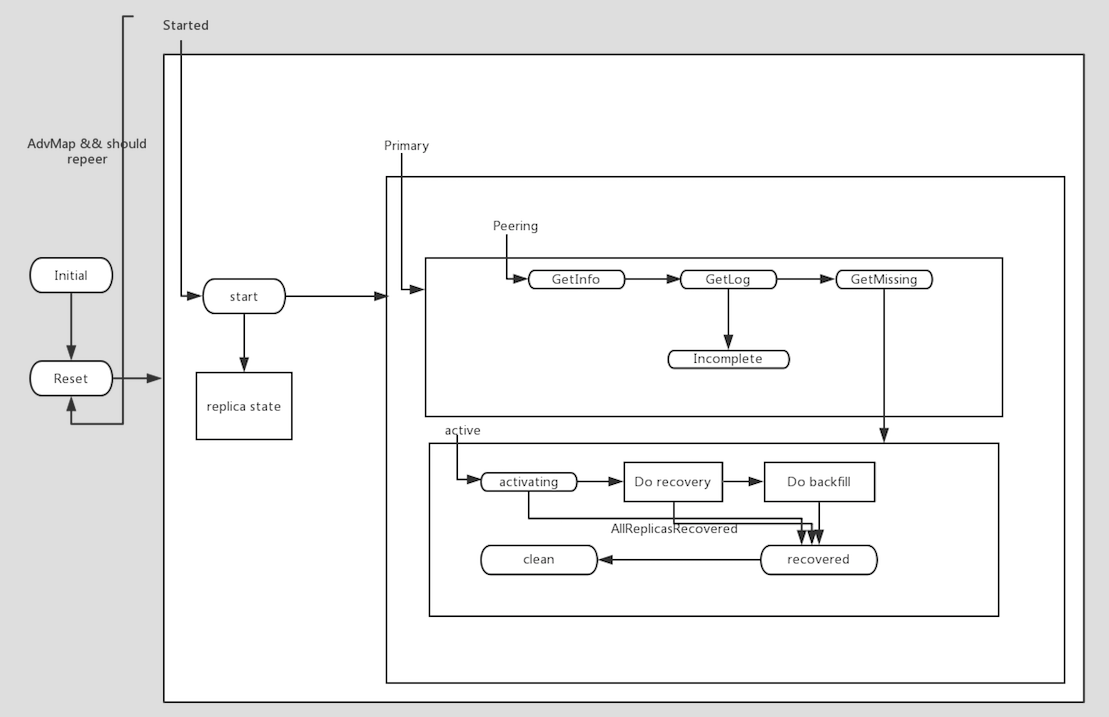 Started
AdvMap && should
repeer
Primary
Peering
Initial
start
GetInfo
GetLog
GetMissing
Incomplete
Reset
replica state
active
activating
Do recovery
Do backfill
AllReplicasRecovered
clean
recovered